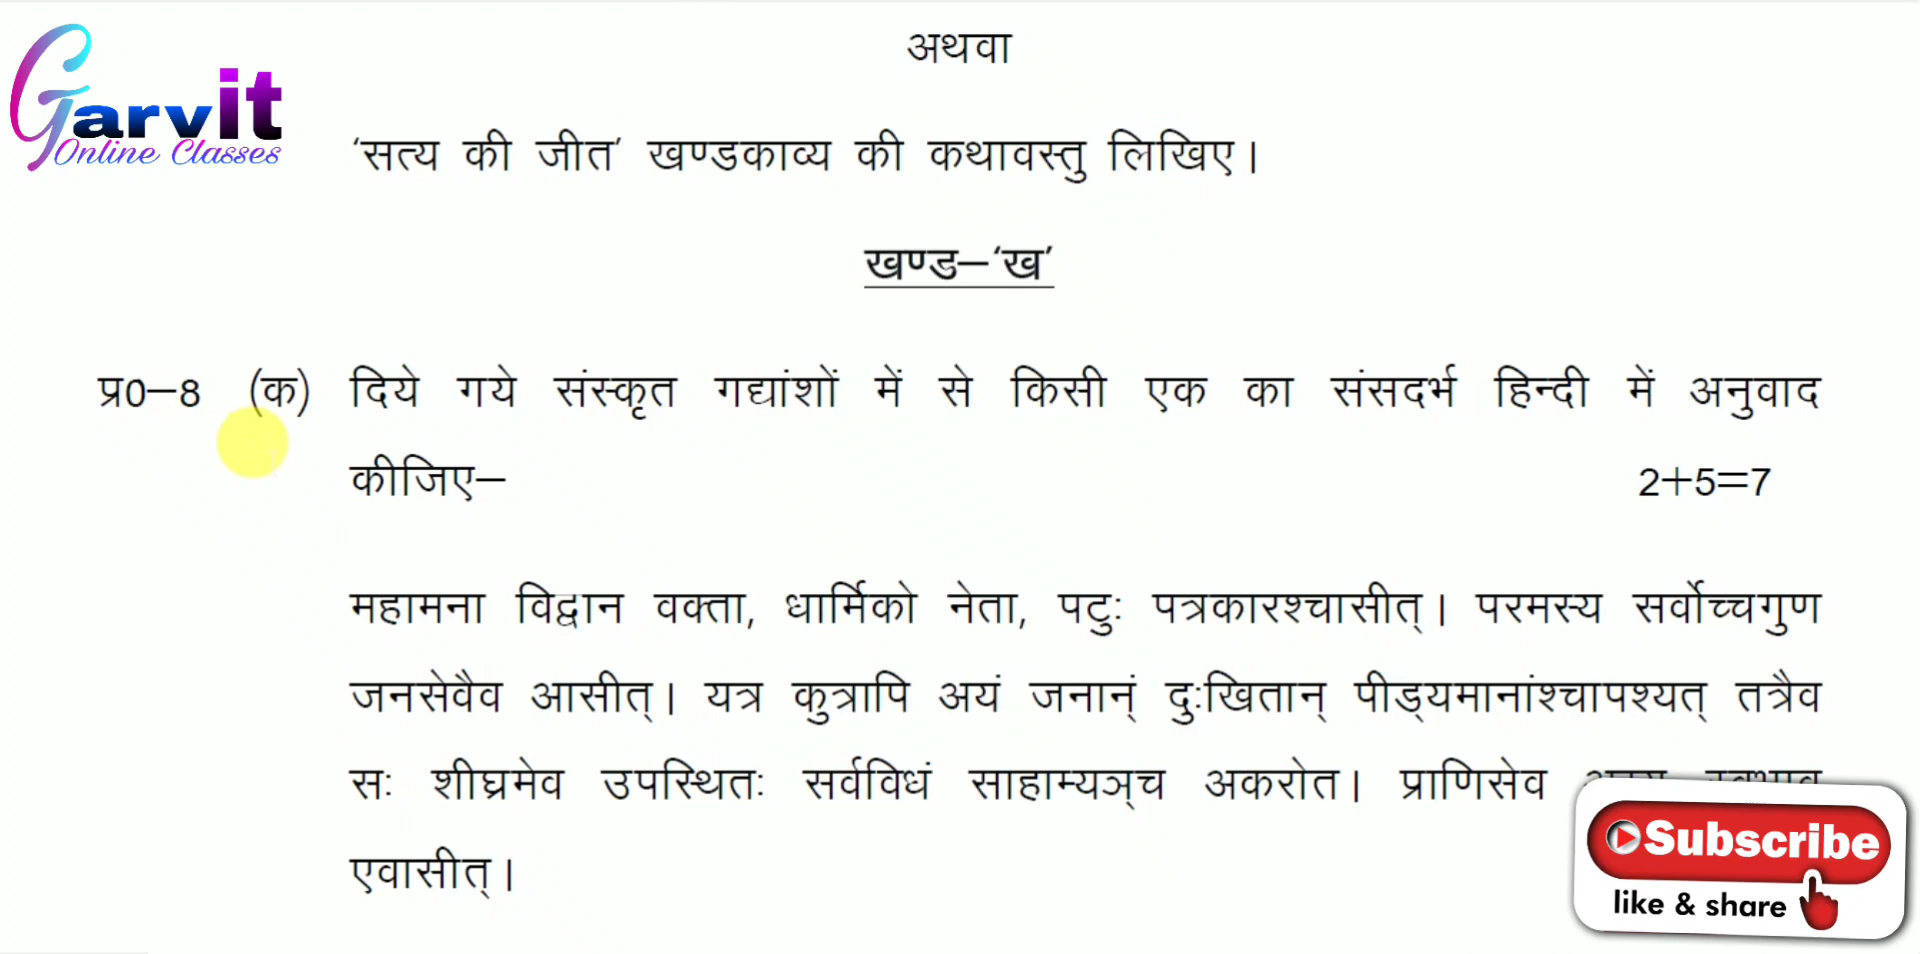 अथवा
Garvit
Online Classes
‘सत्य की जीत’ खण्डकाव्य की कथावस्तु लिखिए।
खण्ड–‘ख’
प्र0–8 (क) दिये गये संस्कृत गद्यांशों में से किसी एक का संसदर्भ हिन्दी में अनुवाद
कीजिए– 2+5=7
महामना विद्वान वक्ता, धार्मिको नेता, पटुः पत्रकारश्चासीत्। परमस्य सर्वोच्चगुण
जनसेवैव आसीत्। यत्र कुत्रापि अयं जनान्ं दुःखितान् पीड्यमानांश्चापश्यत् तत्रैव
सः शीघ्रमेव उपस्थितः सर्वविधं साहाम्यञ्च अकरोत। प्राणिसेव
एवासीत्।
Subscribe
like & share